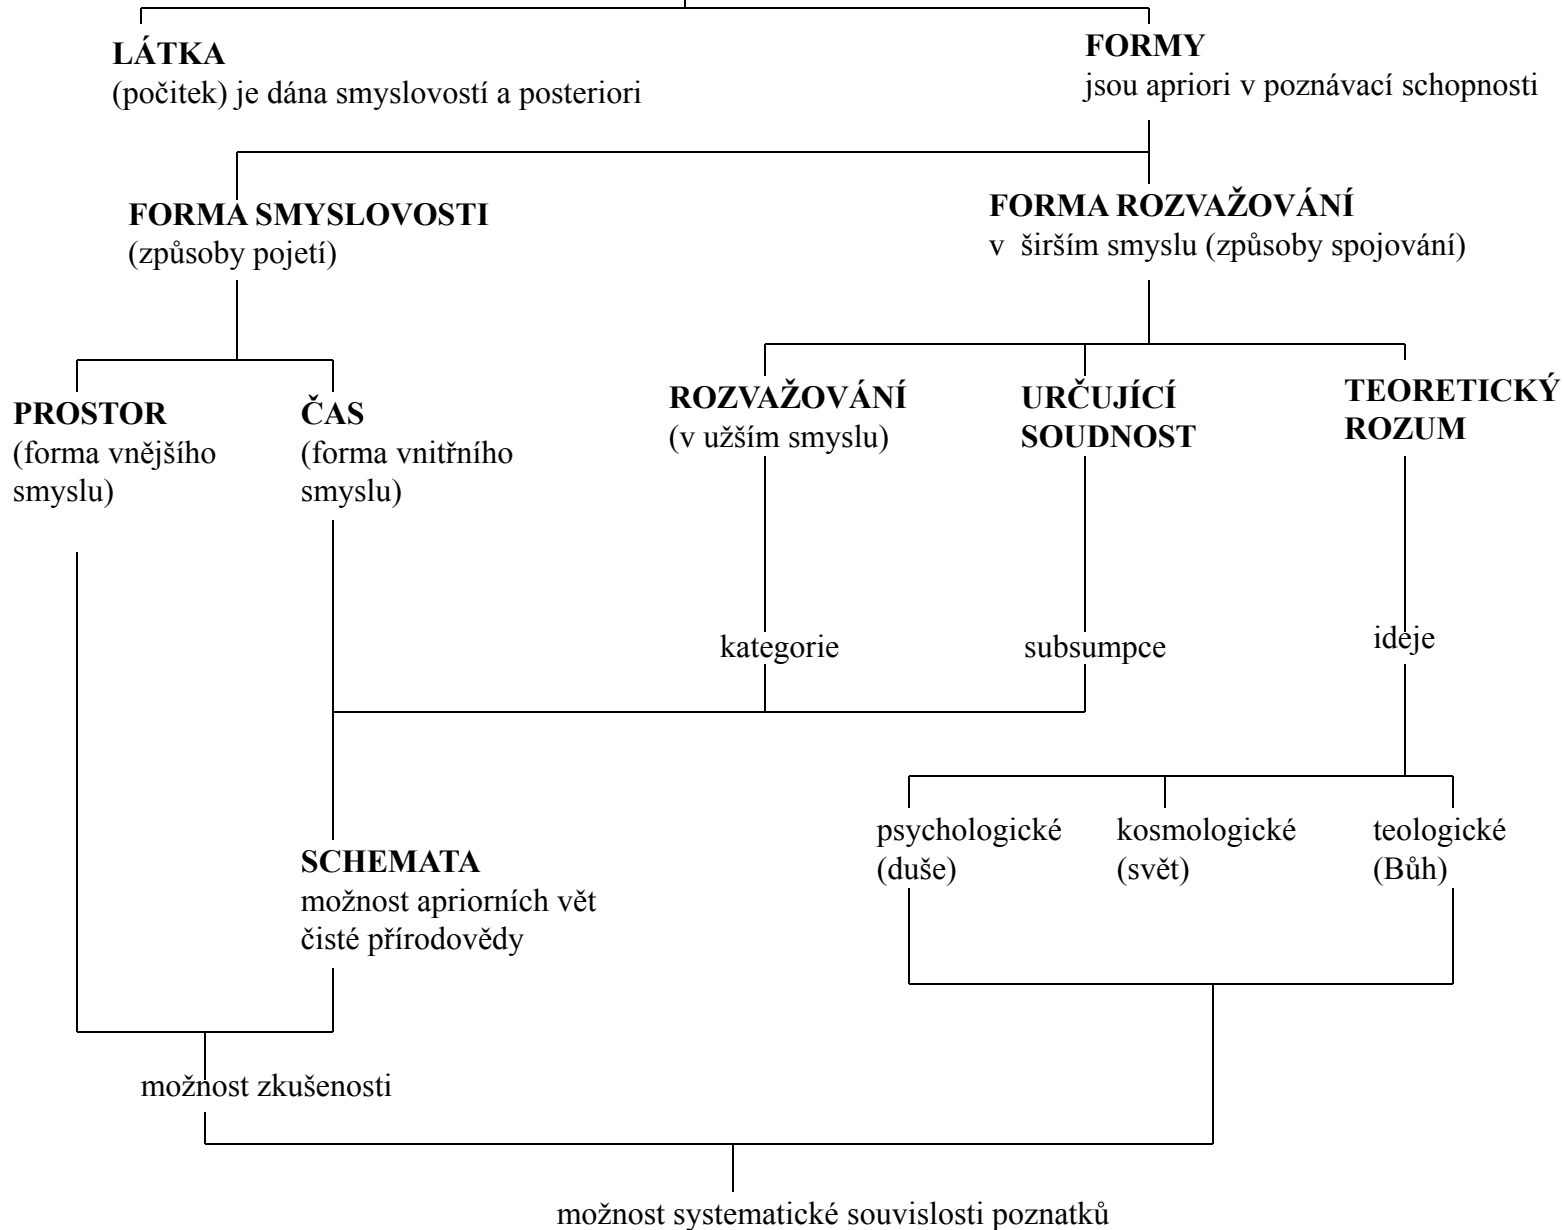 LÁTKA
(počitek) je dána smyslovostí a posteriori
FORMY
jsou apriori v poznávací schopnosti
FORMA SMYSLOVOSTI
(způsoby pojetí)
FORMA ROZVAŽOVÁNÍ
v  širším smyslu (způsoby spojování)
PROSTOR
(forma vnějšího
smyslu)
ČAS
(forma vnitřního
smyslu)
ROZVAŽOVÁNÍ
(v užším smyslu)
URČUJÍCÍ
SOUDNOST
TEORETICKÝ
ROZUM
kategorie
subsumpce
ideje
psychologické
(duše)
kosmologické
(svět)
teologické
(Bůh)
SCHEMATA
možnost apriorních vět
čisté přírodovědy
možnost zkušenosti
možnost systematické souvislosti poznatků